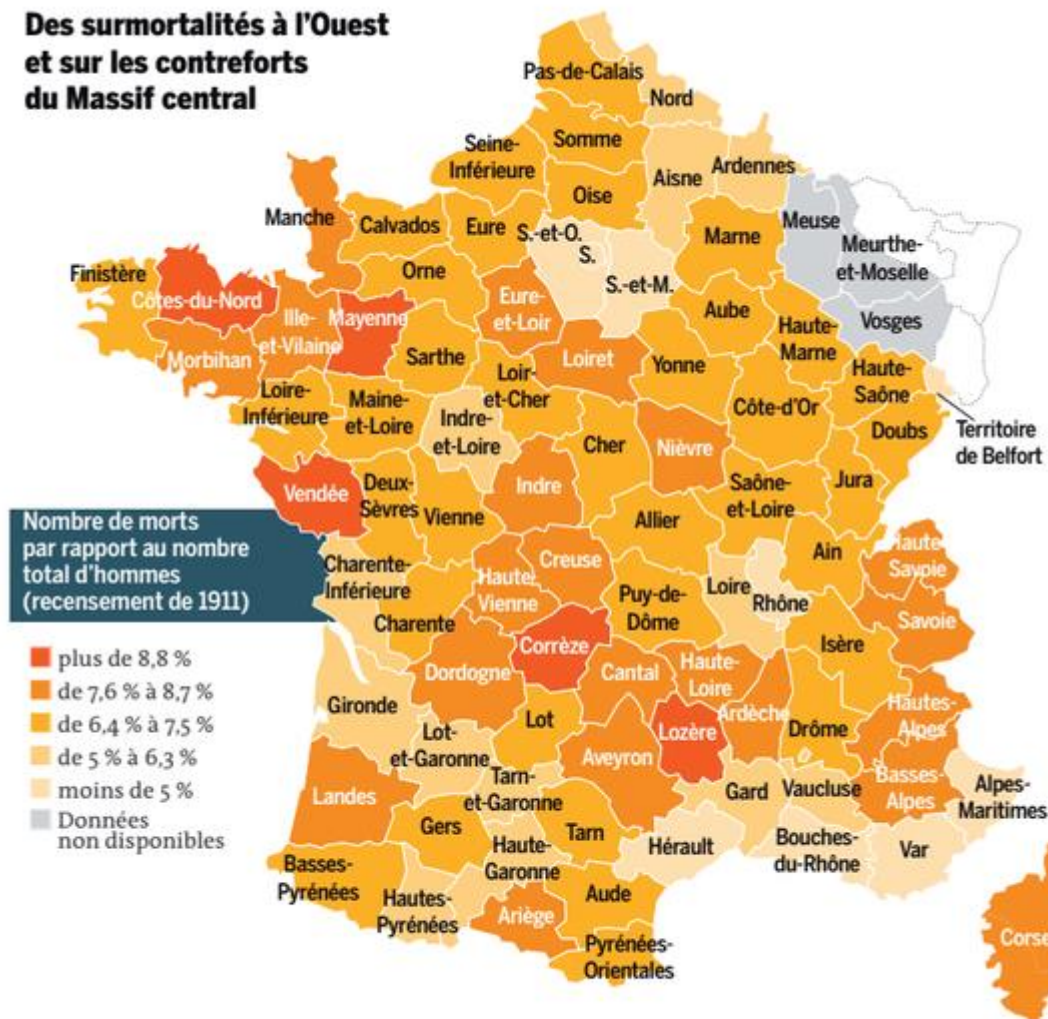 Des surmortalités à l'Ouest
et sur les contreforts
du Massif central
Pas-de-Calais
Nord
Somme
Seine-
Inférieure
Ardennes
Aisne
Oise
Manche
Calvados
Eure
S.-et-O.
S.
S.-et-M.
Marne
Meuse
Meurthe-
et-Moselle
Finistère
Côtes-du-Nord
Orne
Ille-
et-Vilaine
Mayenne
Eure-
et-Loir
Aube
Vosges
Haute-
Marne
Morbihan
Sarthe
Loiret
Yonne
Haute-
Saône
Loire-
Inférieure
Maine-
et-Loire
Loir-
et-Cher
Indre-
et-Loire
Côte-d'Or
Territoire
de Belfort
Doubs
Cher
Nièvre
Vendée
Deux-
Sèvres
Vienne
Indre
Saône-
et-Loire
Jura
Allier
Nombre de morts
par rapport au nombre
total d'hommes
(recensement de 1911)
Charente-
Inférieure
Charente
Haute
Vienne
Creuse
Puy-de-
Dôme
Loire
Rhône
Ain
Haute
Savoie
Savoie
Isère
plus de 8,8 %
de 7,6 % à 8,7 %
de 6,4 % à 7,5 %
de 5 % à 6,3 %
moins de 5 %
Données
non disponibles
Corrèze
Dordogne
Cantal
Haute-
Loire
Gironde
Lot-
et-Garonne
Lot
Aveyron
Lozère
Ardèche
Drôme
Hautes-
Alpes
Basses-
Alpes
Alpes-
Maritimes
Landes
Tarn-
et-Garonne
Gard
Vaucluse
Gers
Tarn
Haute-
Garonne
Hérault
Bouches-
du-Rhône
Var
Basses-
Pyrénées
Hautes-
Pyrénées
Ariège
Aude
Pyrénées-
Orientales
Corse